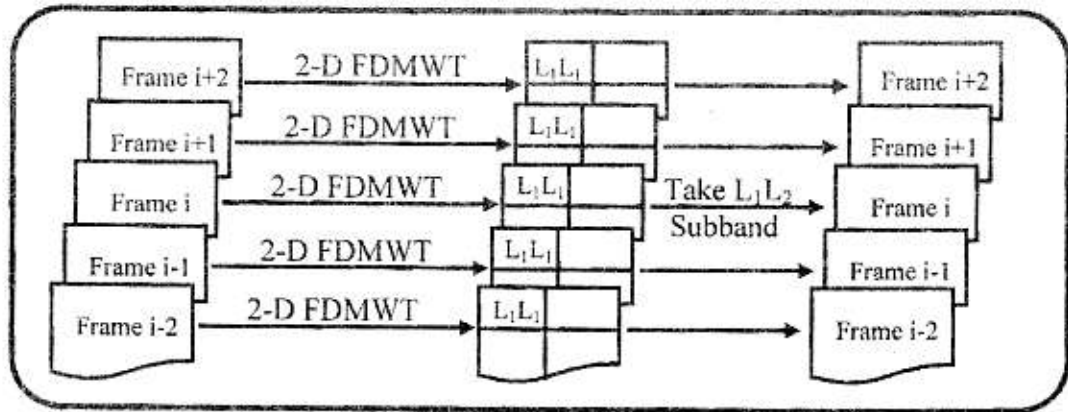 Frame i+2 2-D FDMWT L₁L₁ Frame i+2
Frame i+1 2-D FDMWT L₁L₁ Frame i+1
Frame i 2-D FDMWT L₁L₁ Take L₁L₂ Frame i
Subband
Frame i-1 2-D FDMWT L₁L₁ Frame i-1
Frame i-2 2-D FDMWT L₁L₁ Frame i-2